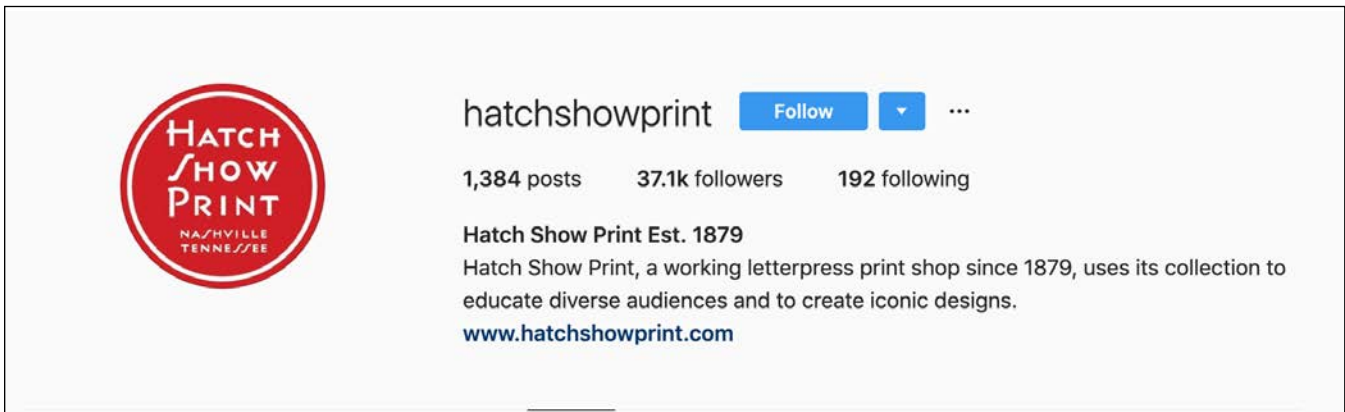 HATCH
SHOW
PRINT
NASHVILLE
TENNESSEE
hatchshowprint Follow ...
1,384 posts 37.1k followers 192 following
Hatch Show Print Est. 1879
Hatch Show Print, a working letterpress print shop since 1879, uses its collection to
educate diverse audiences and to create iconic designs.
www.hatchshowprint.com